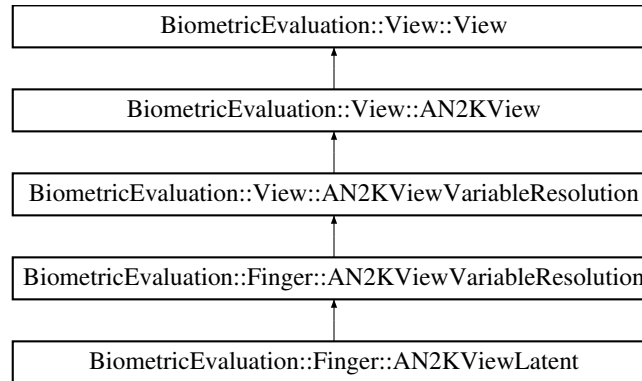 BiometricEvaluation::View::View
BiometricEvaluation::View::AN2KView
BiometricEvaluation::View::AN2KViewVariableResolution
BiometricEvaluation::Finger::AN2KViewVariableResolution
BiometricEvaluation::Finger::AN2KViewLatent